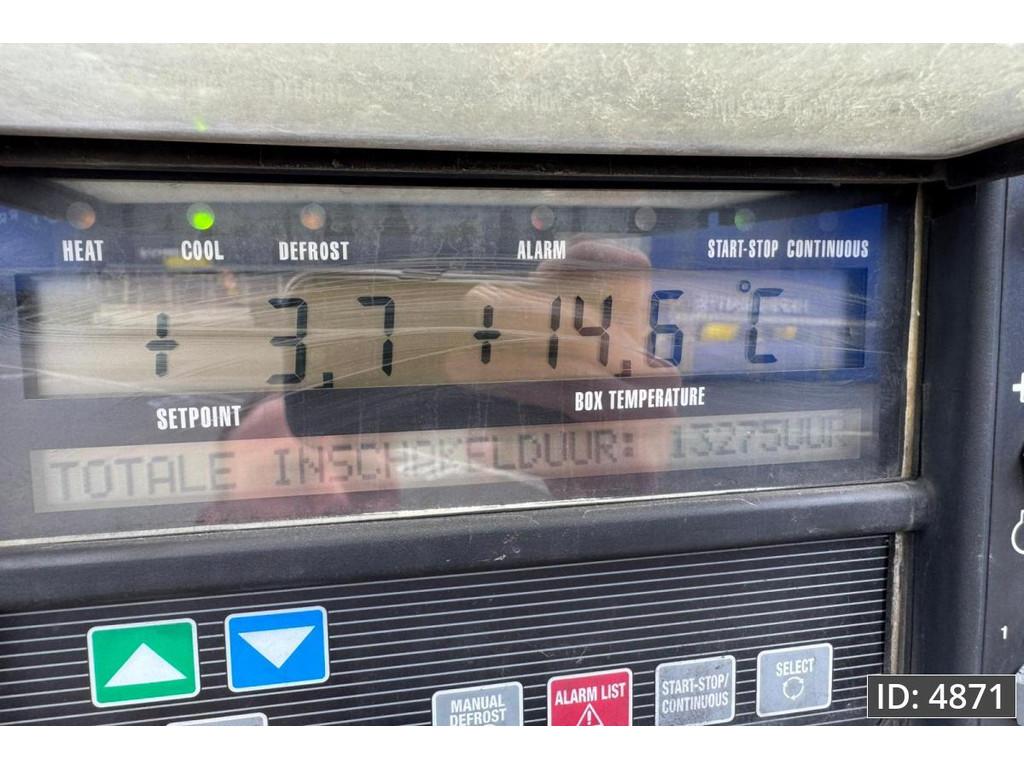 HEAT COOL DEFROST ALARM START-STOP CONTINUOUS
+ 3.7 + 14.6 °C
SETPOINT BOX TEMPERATURE
TOTALE INSCHAKELDUUR: 13275UUR
MANUAL DEFROST
ALARM LIST
START-STOP/
CONTINUOUS
SELECT
1
ID: 4871